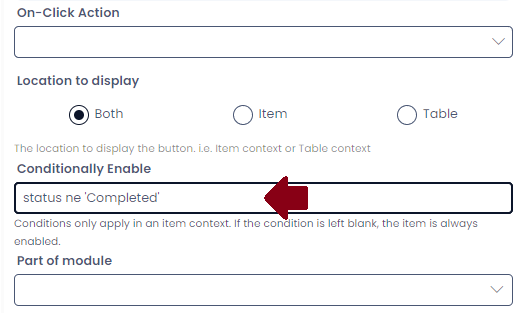 On-Click Action
Location to display
Both Item Table
The location to display the button. i.e. Item context or Table context
Conditionally Enable
status ne 'Completed'
Conditions only apply in an item context. If the condition is left blank, the item is always
enabled.
Part of module